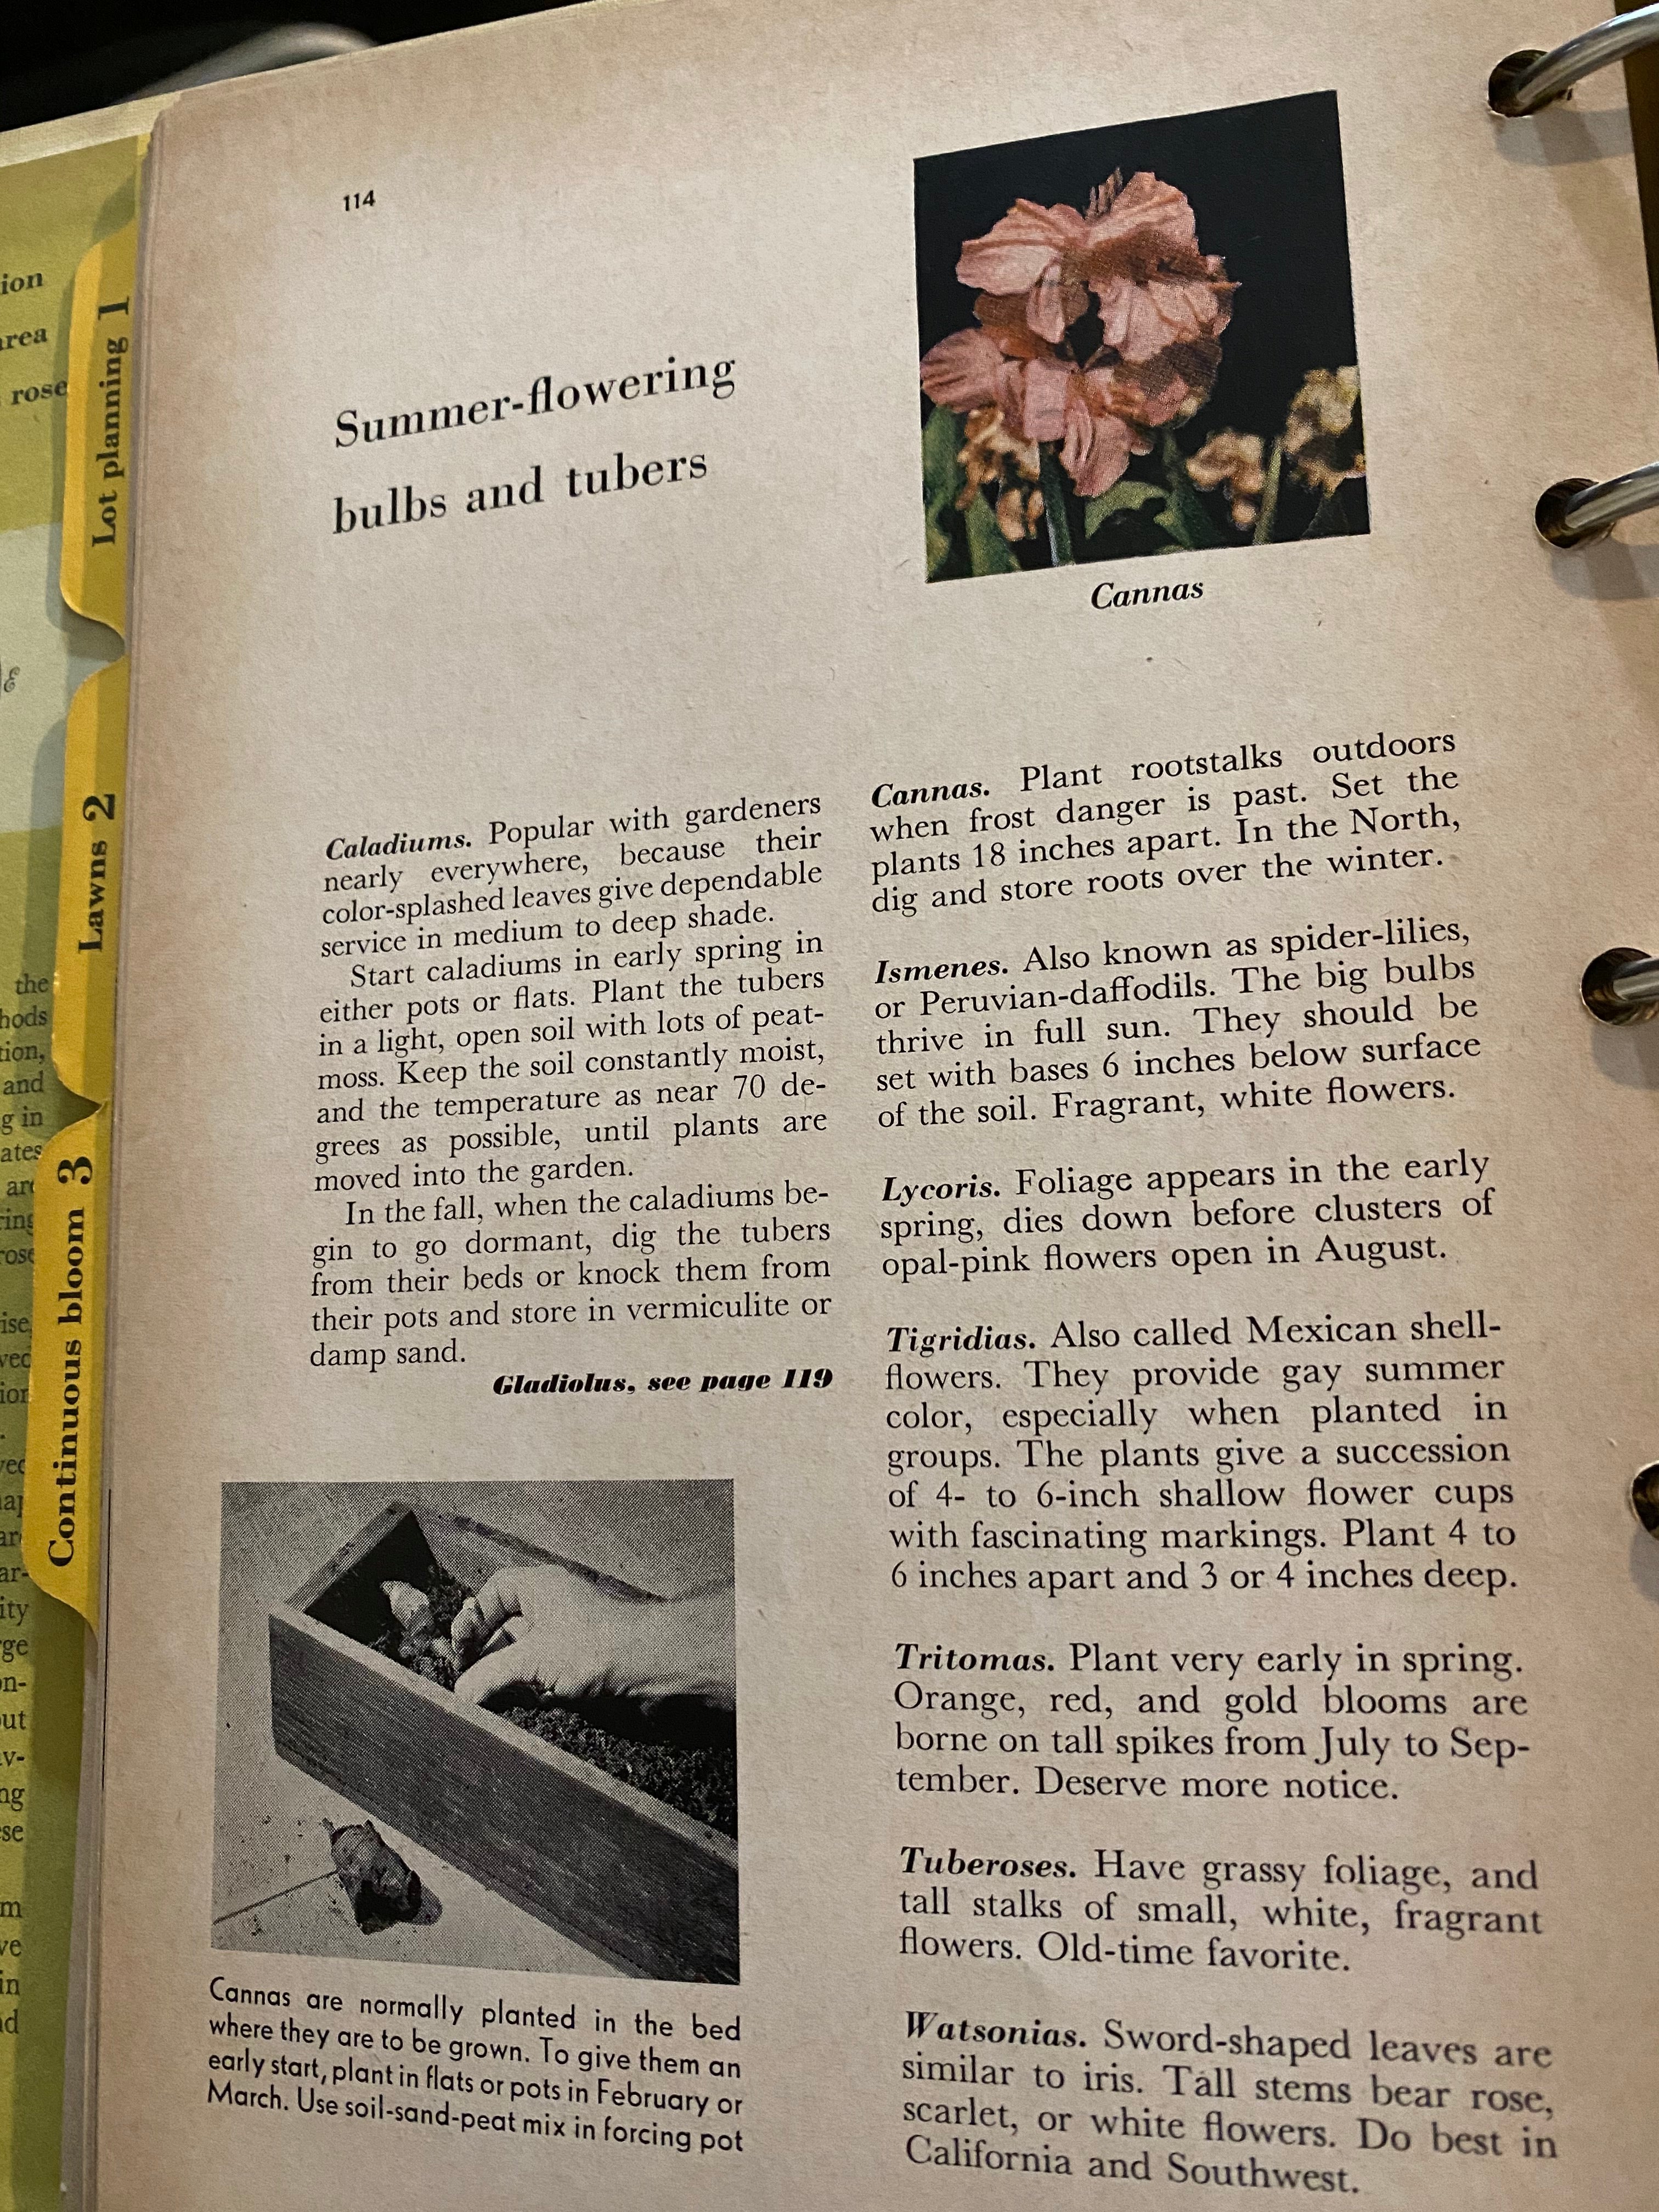 114
Summer-flowering
bulbs and tubers
Cannas
Caladiums. Popular with gardeners
nearly everywhere, because their
color-splashed leaves give dependable
service in medium to deep shade.
Start caladiums in early spring in
either pots or flats. Plant the tubers
in a light, open soil with lots of peat-
moss. Keep the soil constantly moist,
and the temperature as near 70 de-
grees as possible, until plants are
moved into the garden.
In the fall, when the caladiums be-
gin to go dormant, dig the tubers
from their beds or knock them from
their pots and store in vermiculite or
damp sand.
Gladiolus, see page 119
Cannas are normally planted in the bed
where they are to be grown. To give them an
early start, plant in flats or pots in February or
March. Use soil-sand-peat mix in forcing pot
Cannas. Plant rootstalks outdoors
when frost danger is past. Set the
plants 18 inches apart. In the North,
dig and store roots over the winter.
Ismenes. Also known as spider-lilies,
or Peruvian-daffodils. The big bulbs
thrive in full sun. They should be
set with bases 6 inches below surface
of the soil. Fragrant, white flowers.
Lycoris. Foliage appears in the early
spring, dies down before clusters of
opal-pink flowers open in August.
Tigridias. Also called Mexican shell-
flowers. They provide gay summer
color, especially when planted in
groups. The plants give a succession
of 4- to 6-inch shallow flower cups
with fascinating markings. Plant 4 to
6 inches apart and 3 or 4 inches deep.
Tritomas. Plant very early in spring.
Orange, red, and gold blooms are
borne on tall spikes from July to Sep-
tember. Deserve more notice.
Tuberoses. Have grassy foliage, and
tall stalks of small, white, fragrant
flowers. Old-time favorite.
Watsonias. Sword-shaped leaves are
similar to iris. Tall stems bear rose,
scarlet, or white flowers. Do best in
California and Southwest.
Lot planning 1
Lawns 2
Continuous bloom 3
area
rose
the
and
g in